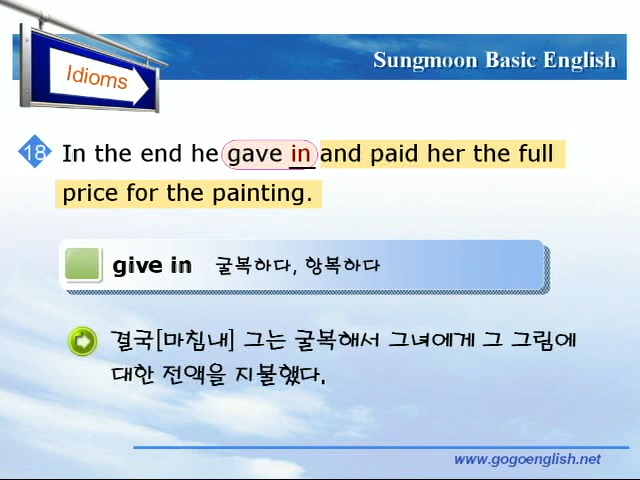 Idioms
Sungmoon Basic English
18 In the end he gave in and paid her the full
price for the painting.
give in 굴복하다, 항복하다
결국[마침내] 그는 굴복해서 그녀에게 그 그림에
대한 전액을 지불했다.
www.gogoenglish.net